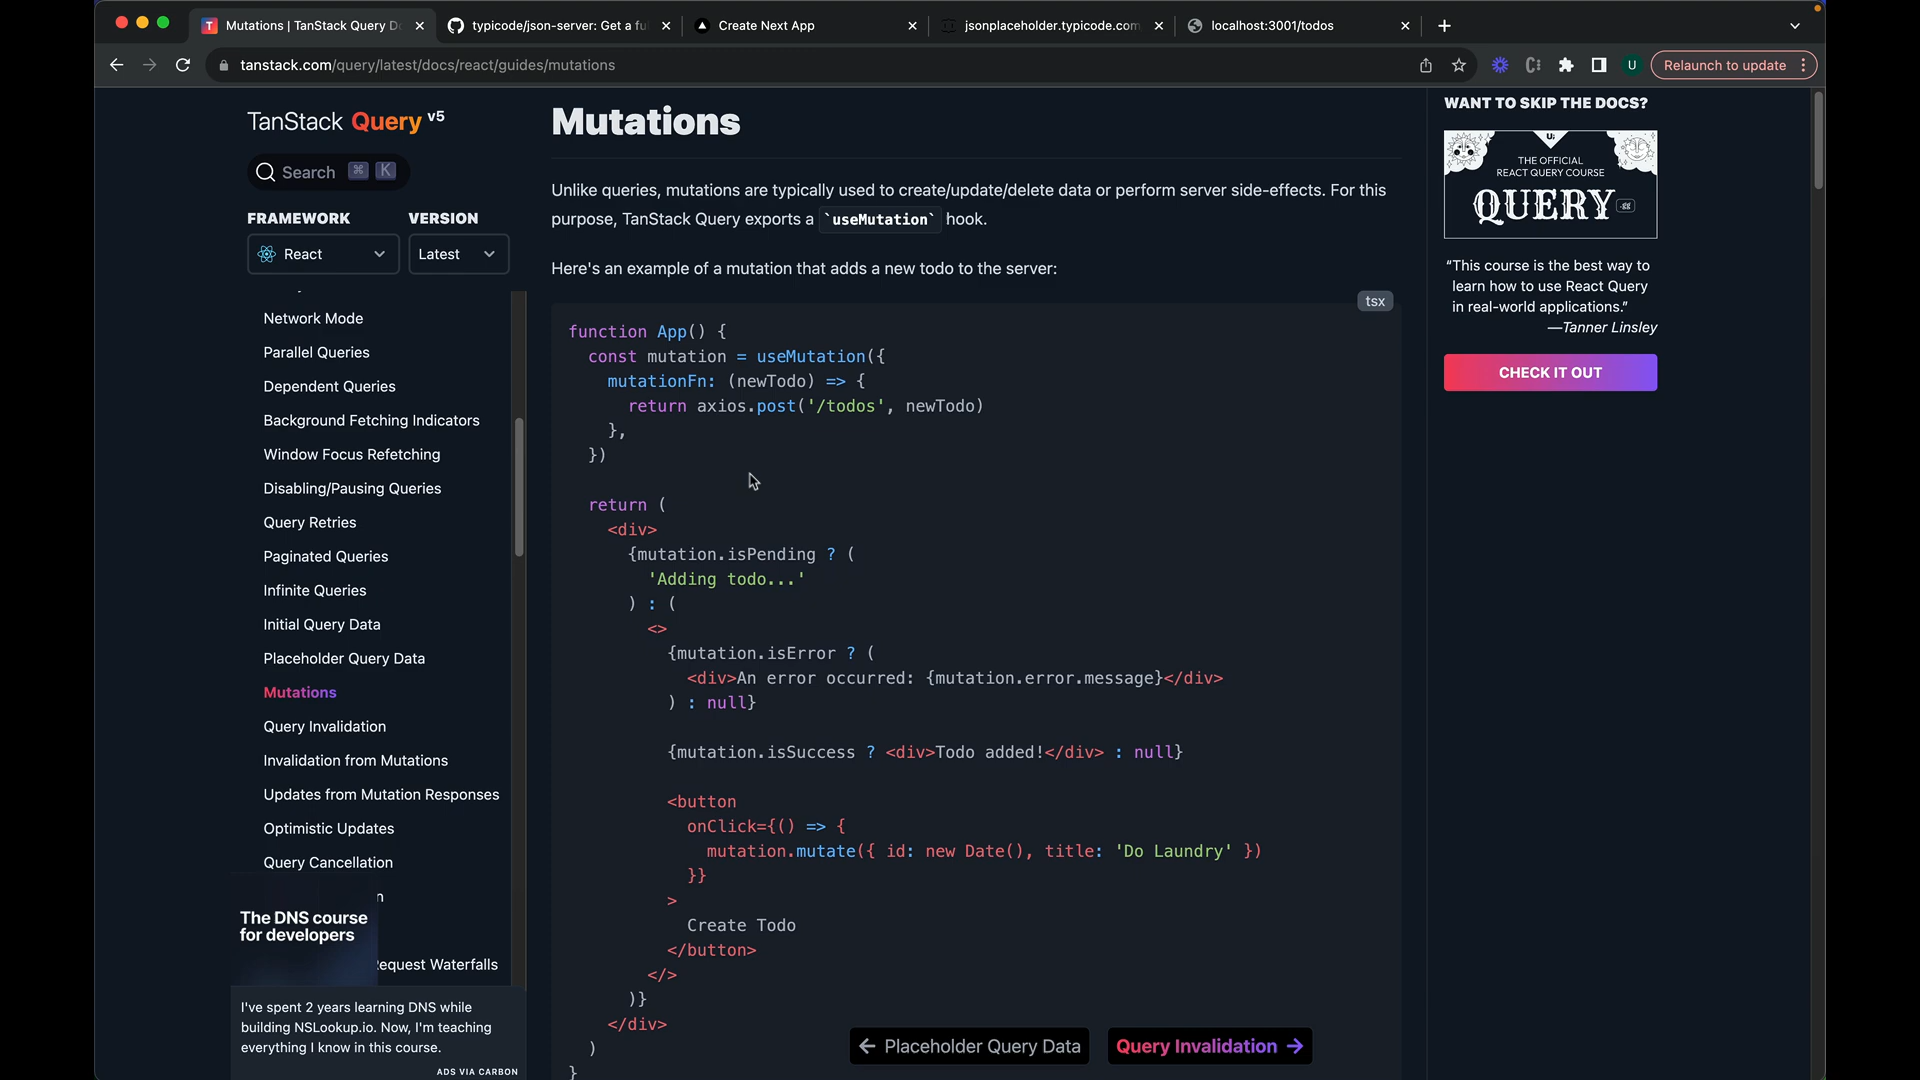 Mutations | TanStack Query Do
typicode/json-server: Get a fu
Create Next App
jsonplaceholder.typicode.com
localhost:3001/todos
tanstack.com/query/latest/docs/react/guides/mutations
U
Relaunch to update
TanStack Query v5
Search ⌘ K
FRAMEWORK
VERSION
React
Latest
Network Mode
Parallel Queries
Dependent Queries
Background Fetching Indicators
Window Focus Refetching
Disabling/Pausing Queries
Query Retries
Paginated Queries
Infinite Queries
Initial Query Data
Placeholder Query Data
Mutations
Query Invalidation
Invalidation from Mutations
Updates from Mutation Responses
Optimistic Updates
Query Cancellation
n
Request Waterfalls
The DNS course
for developers
I've spent 2 years learning DNS while
building NSLookup.io. Now, I'm teaching
everything I know in this course.
ADS VIA CARBON
Mutations
Unlike queries, mutations are typically used to create/update/delete data or perform server side-effects. For this
purpose, TanStack Query exports a `useMutation` hook.
Here's an example of a mutation that adds a new todo to the server:
tsx
function App() {
const mutation = useMutation({
mutationFn: (newTodo) => {
return axios.post('/todos', newTodo)
},
})
return (
<div>
{mutation.isPending ? (
'Adding todo...'
) : (
<>
{mutation.isError ? (
<div>An error occurred: {mutation.error.message}</div>
) : null}
{mutation.isSuccess ? <div>Todo added!</div> : null}
<button
onClick={() => {
mutation.mutate({ id: new Date(), title: 'Do Laundry' })
}}
>
Create Todo
</button>
</>
)}
</div>
)
}
← Placeholder Query Data
Query Invalidation →
WANT TO SKIP THE DOCS?
THE OFFICIAL
REACT QUERY COURSE
QUERY
“This course is the best way to
learn how to use React Query
in real-world applications.”
—Tanner Linsley
CHECK IT OUT